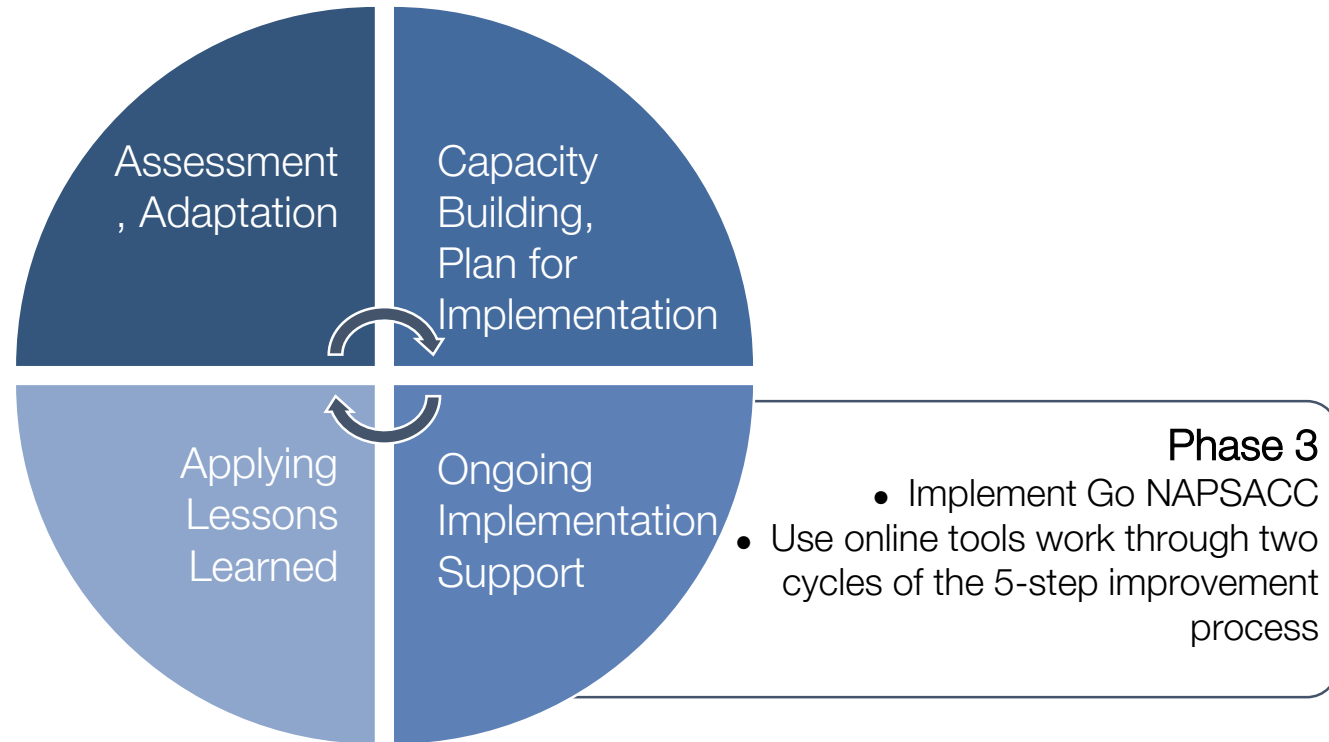 Assessment
, Adaptation
Capacity
Building,
Plan for
Implementation
Applying
Lessons
Learned
Ongoing
Implementation
Support
Phase 3
• Implement Go NAPSACC
• Use online tools work through two
cycles of the 5-step improvement
process